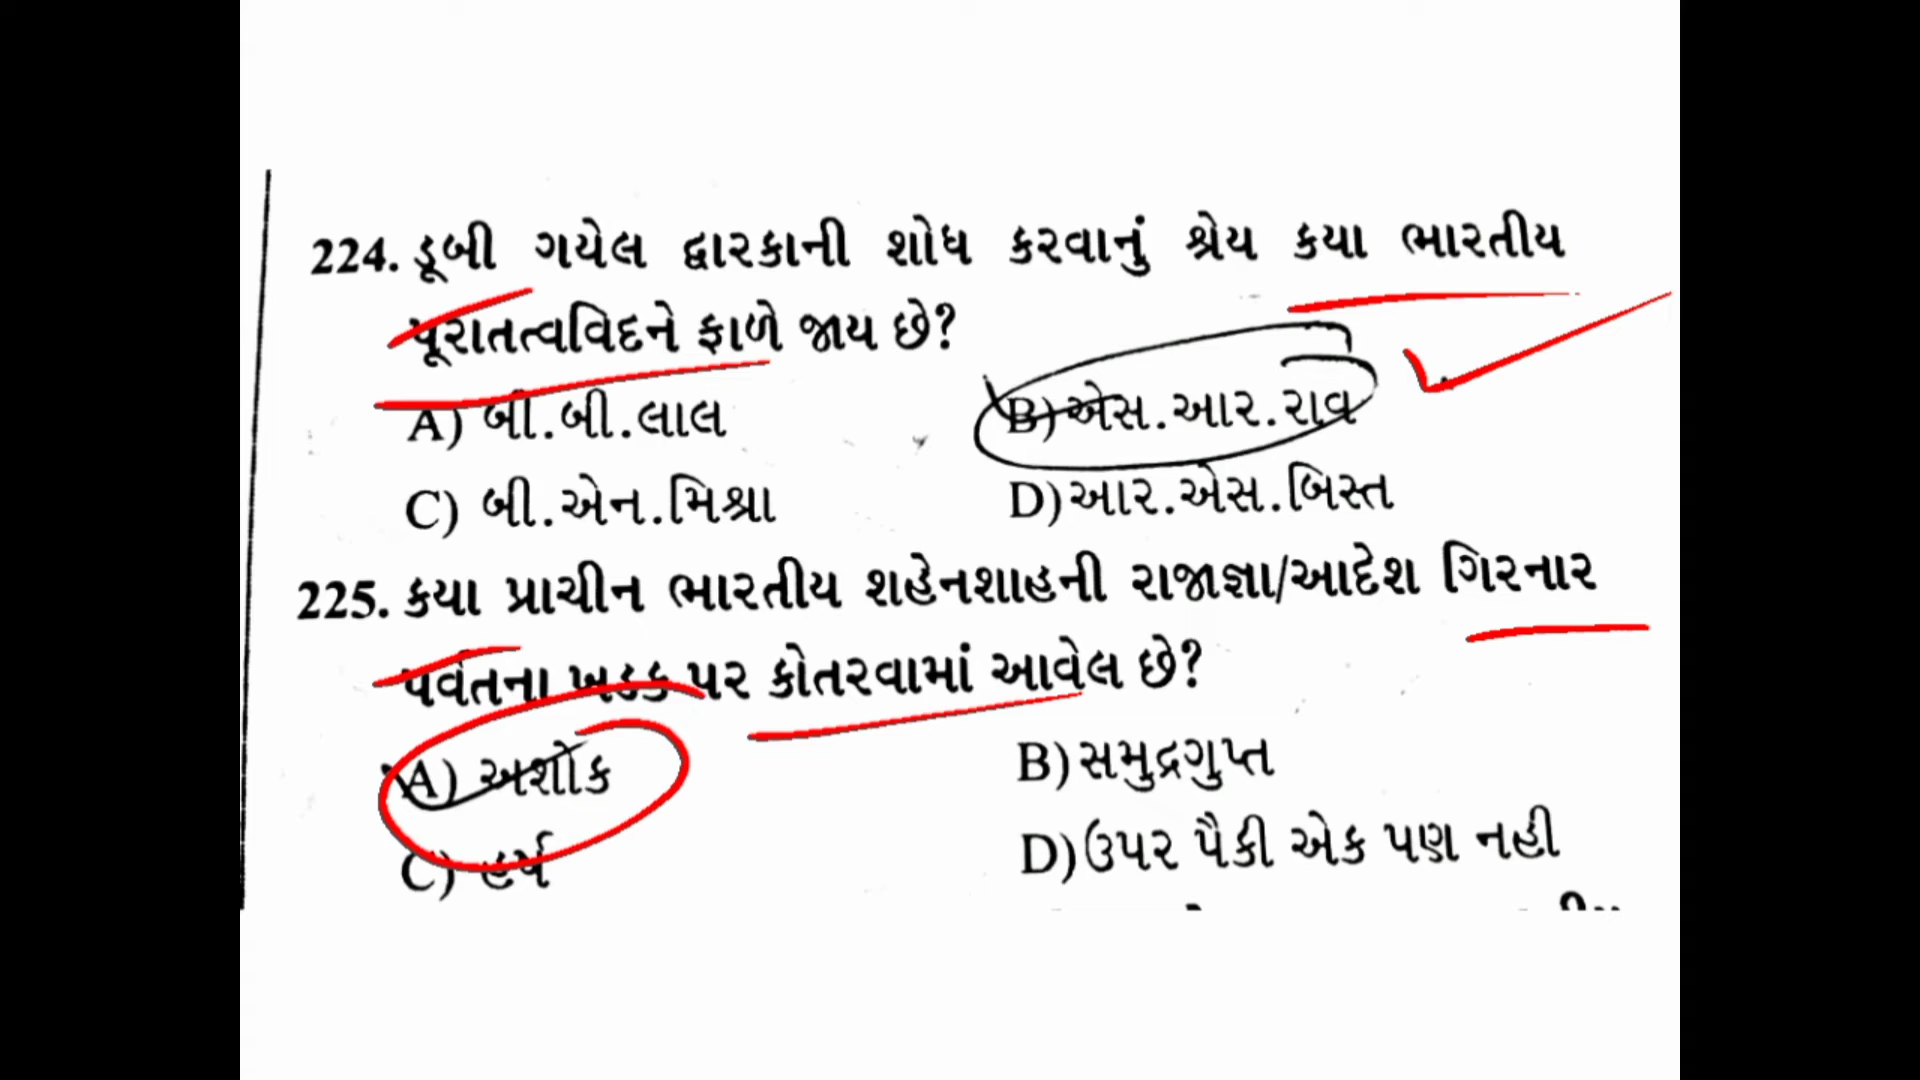 224. ડૂબી ગયેલ દ્વારકાની શોધ કરવાનું શ્રેય કયા ભારતીય
પૂરાતત્વવિદને ફાળે જાય છે?
A) બી.બી.લાલ B) એસ.આર.રાવ
C) બી.એન.મિશ્રા D) આર.એસ.બિસ્ત
225. કયા પ્રાચીન ભારતીય શહેનશાહની રાજાજ્ઞા/આદેશ ગિરનાર
પર્વતના ખડક પર કોતરવામાં આવેલ છે?
A) અશોક B) સમુદ્રગુપ્ત
C) હર્ષ D) ઉપર પૈકી એક પણ નહી